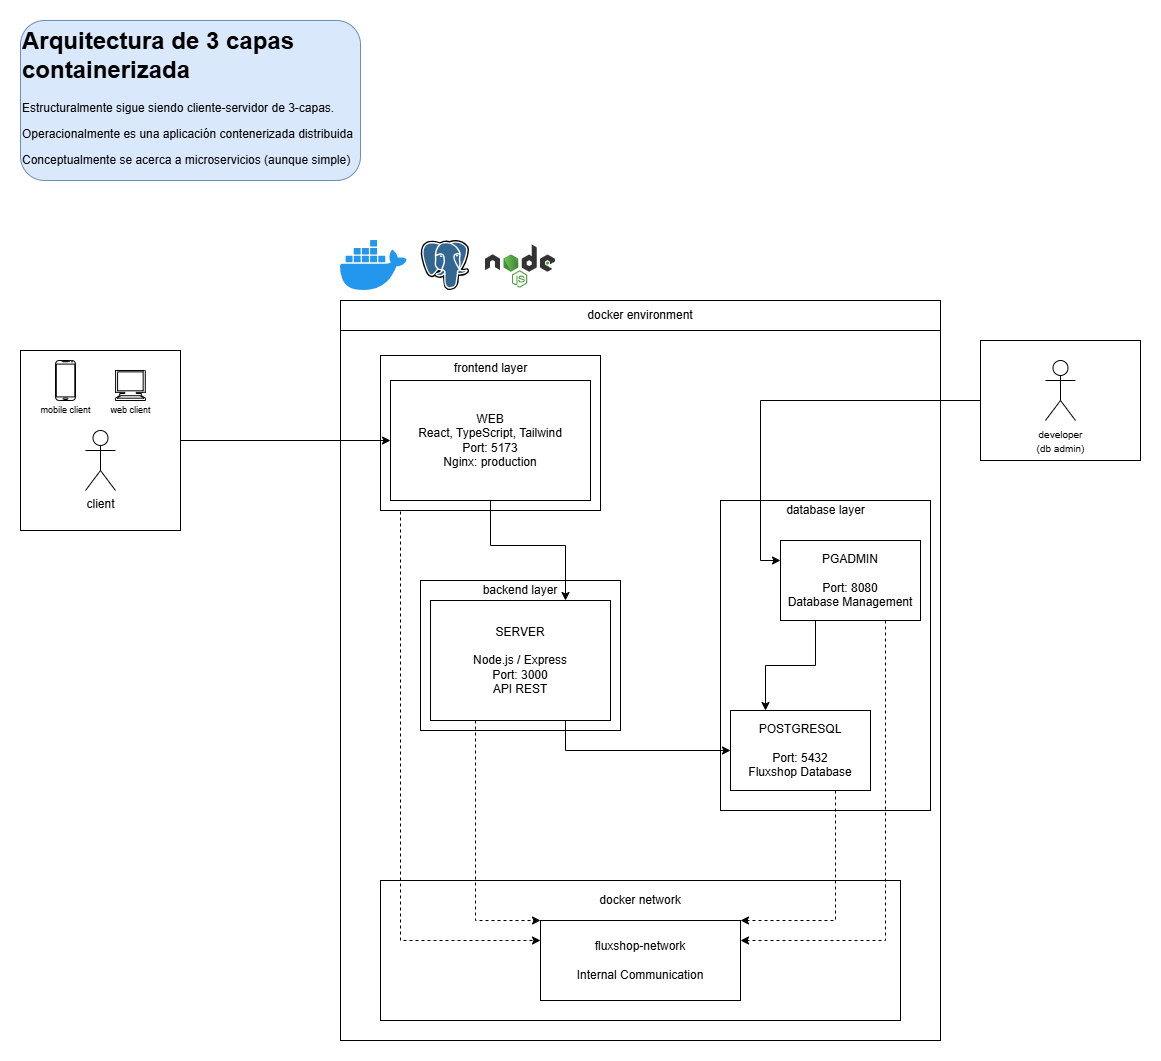 Arquitectura de 3 capas
containerizada
Estructuralmente sigue siendo cliente-servidor de 3-capas.
Operacionalmente es una aplicación contenerizada distribuida
Conceptualmente se acerca a microservicios (aunque simple)
node
JS
docker environment
mobile client
web client
client
frontend layer
WEB
React, TypeScript, Tailwind
Port: 5173
Nginx: production
developer
(db admin)
database layer
PGADMIN
Port: 8080
Database Management
backend layer
SERVER
Node.js / Express
Port: 3000
API REST
POSTGRESQL
Port: 5432
Fluxshop Database
docker network
fluxshop-network
Internal Communication